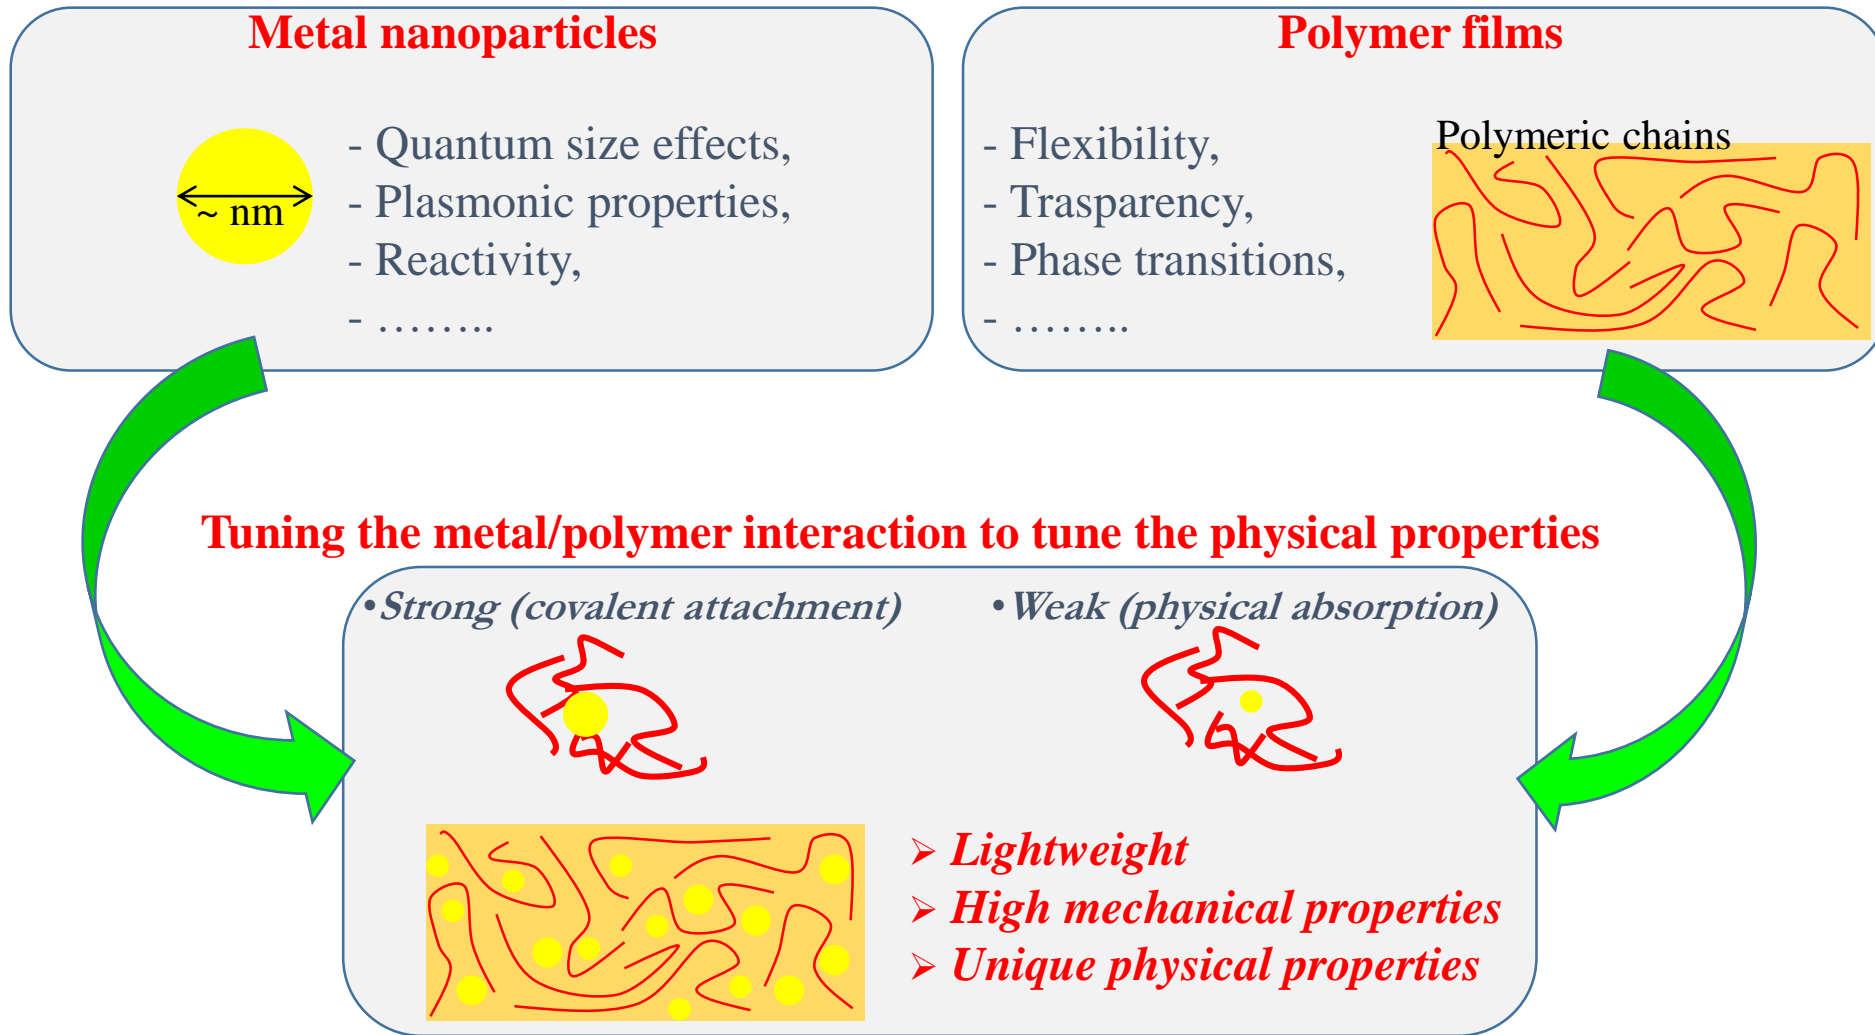 Metal nanoparticles
~ nm
- Quantum size effects,
- Plasmonic properties,
- Reactivity,
- ……..
Polymer films
- Flexibility,
- Trasparency,
- Phase transitions,
- ……..
Polymeric chains
Tuning the metal/polymer interaction to tune the physical properties
•Strong (covalent attachment)
•Weak (physical absorption)
➢ Lightweight
➢ High mechanical properties
➢ Unique physical properties